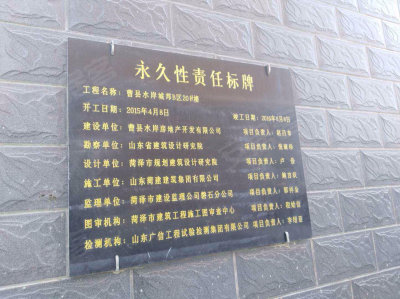 永久性责任标牌
工程名称：曹县水岸城邦B区20#楼
开工日期：2015年4月8日 竣工日期：2016年6月8日
建设单位：曹县水岸房地产开发有限公司 项目负责人：
勘察单位：山东省建筑设计研究院 项目负责人：
设计单位：菏泽市规划建筑设计研究院 项目负责人：卢
施工单位：山东菏建建筑集团有限公司 项目负责人：
监理单位：菏泽市建设监理公司磐石分公司 项目负责人：
图审机构：菏泽市建筑工程施工图审查中心 项目负责人：
检测机构：山东广信工程试验检测集团有限公司 项目负责人：